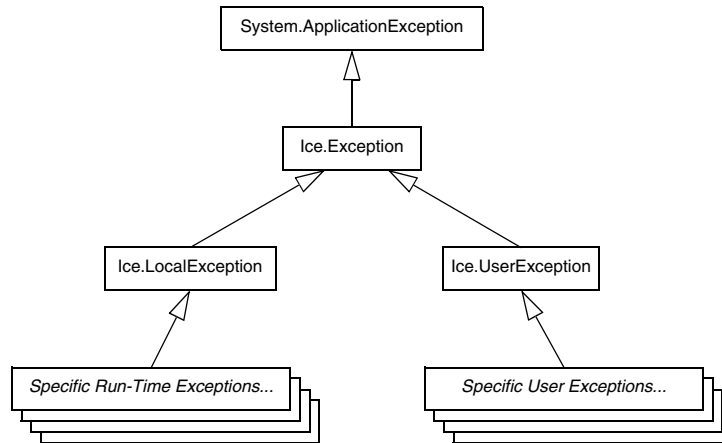 System.ApplicationException
Ice.Exception
Ice.LocalException
Ice.UserException
Specific Run-Time Exceptions...
Specific User Exceptions...